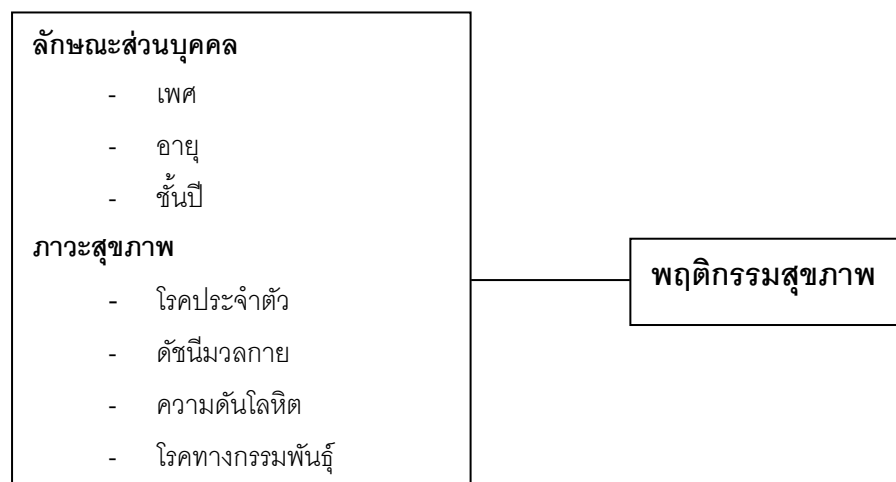 ลักษณะส่วนบุคคล
- เพศ
- อายุ
- ชั้นปี
ภาวะสุขภาพ
- โรคประจำตัว
- ดัชนีมวลกาย
- ความดันโลหิต
- โรคทางกรรมพันธุ์
พฤติกรรมสุขภาพ